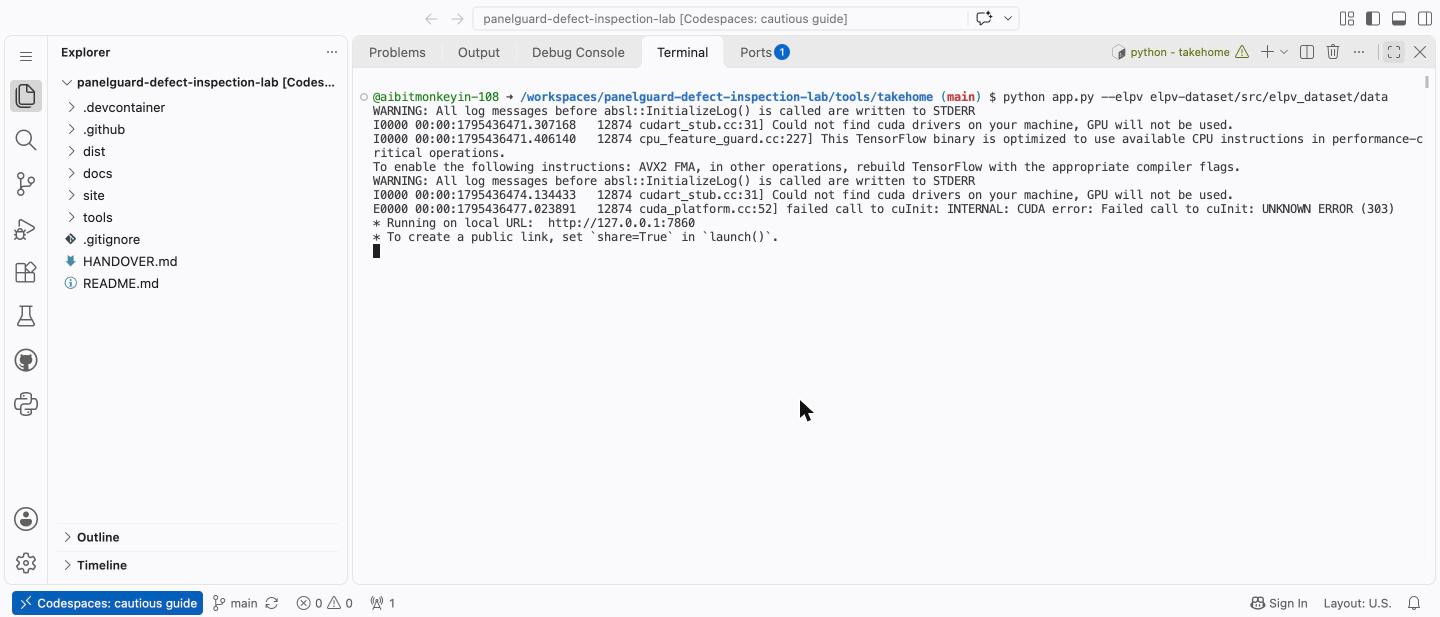 panelguard-defect-inspection-lab [Codespaces: cautious guide]
Explorer
panelguard-defect-inspection-lab [Codes...
.devcontainer
.github
dist
docs
site
tools
.gitignore
HANDOVER.md
README.md
Outline
Timeline
Problems Output Debug Console Terminal Ports 1
python - takehome
@aibitmonkeyin-108 ➜ /workspaces/panelguard-defect-inspection-lab/tools/takehome (main) $ python app.py --elpv elpv-dataset/src/elpv_dataset/data
WARNING: All log messages before absl::InitializeLog() is called are written to STDERR
I0000 00:00:1795436471.307168   12874 cudart_stub.cc:31] Could not find cuda drivers on your machine, GPU will not be used.
I0000 00:00:1795436471.406140   12874 cpu_feature_guard.cc:227] This TensorFlow binary is optimized to use available CPU instructions in performance-c
ritical operations.
To enable the following instructions: AVX2 FMA, in other operations, rebuild TensorFlow with the appropriate compiler flags.
WARNING: All log messages before absl::InitializeLog() is called are written to STDERR
I0000 00:00:1795436474.134433   12874 cudart_stub.cc:31] Could not find cuda drivers on your machine, GPU will not be used.
E0000 00:00:1795436477.023891   12874 cuda_platform.cc:52] failed call to cuInit: INTERNAL: CUDA error: Failed call to cuInit: UNKNOWN ERROR (303)
* Running on local URL:  http://127.0.0.1:7860
* To create a public link, set `share=True` in `launch()`.
Codespaces: cautious guide main 0 0 1 Sign In Layout: U.S.